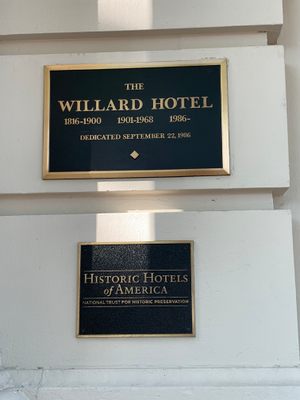 THE
WILLARD HOTEL
1816-1900 1901-1968 1986-
DEDICATED SEPTEMBER 22, 1986
HISTORIC HOTELS
of AMERICA
NATIONAL TRUST FOR HISTORIC PRESERVATION